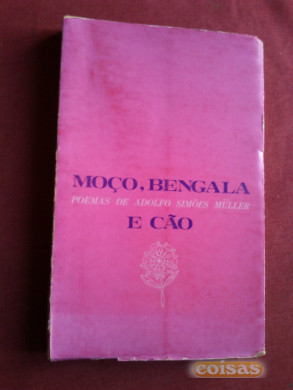 MOÇO, BENGALA
POEMAS DE ADOLFO SIMÕES MÜLLER
E CÃO
coisas